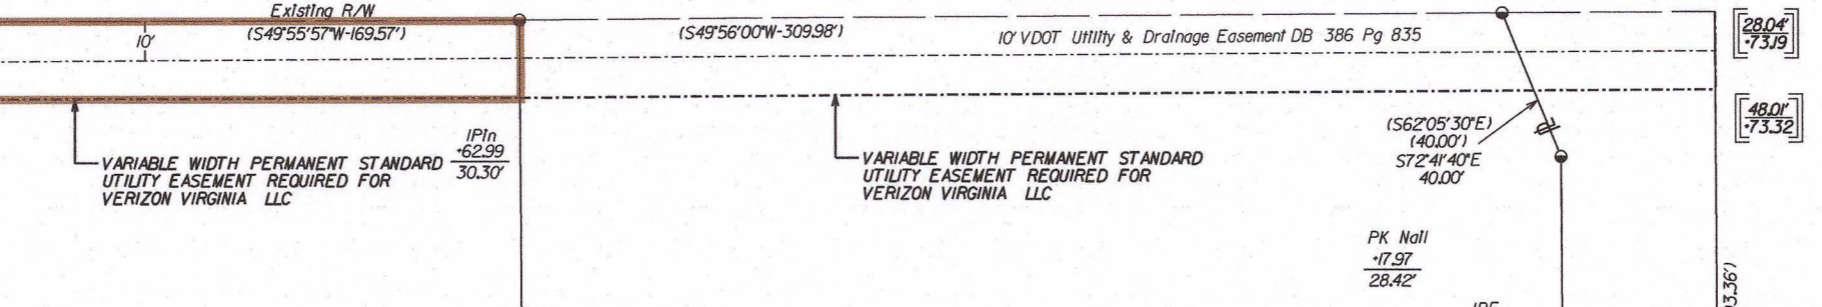 Existing R/W
(S49°55'57"W-169.57')
10'
(S49°56'00"W-309.98')
10' VDOT Utility & Drainage Easement DB 386 Pg 835
28.04'
+73.19
48.01'
+73.32
(S62°05'30"E)
(40.00')
S72°41'40"E
40.00'
IPin
+62.99
30.30'
VARIABLE WIDTH PERMANENT STANDARD
UTILITY EASEMENT REQUIRED FOR
VERIZON VIRGINIA LLC
VARIABLE WIDTH PERMANENT STANDARD
UTILITY EASEMENT REQUIRED FOR
VERIZON VIRGINIA LLC
PK Nail
+17.97
28.42'